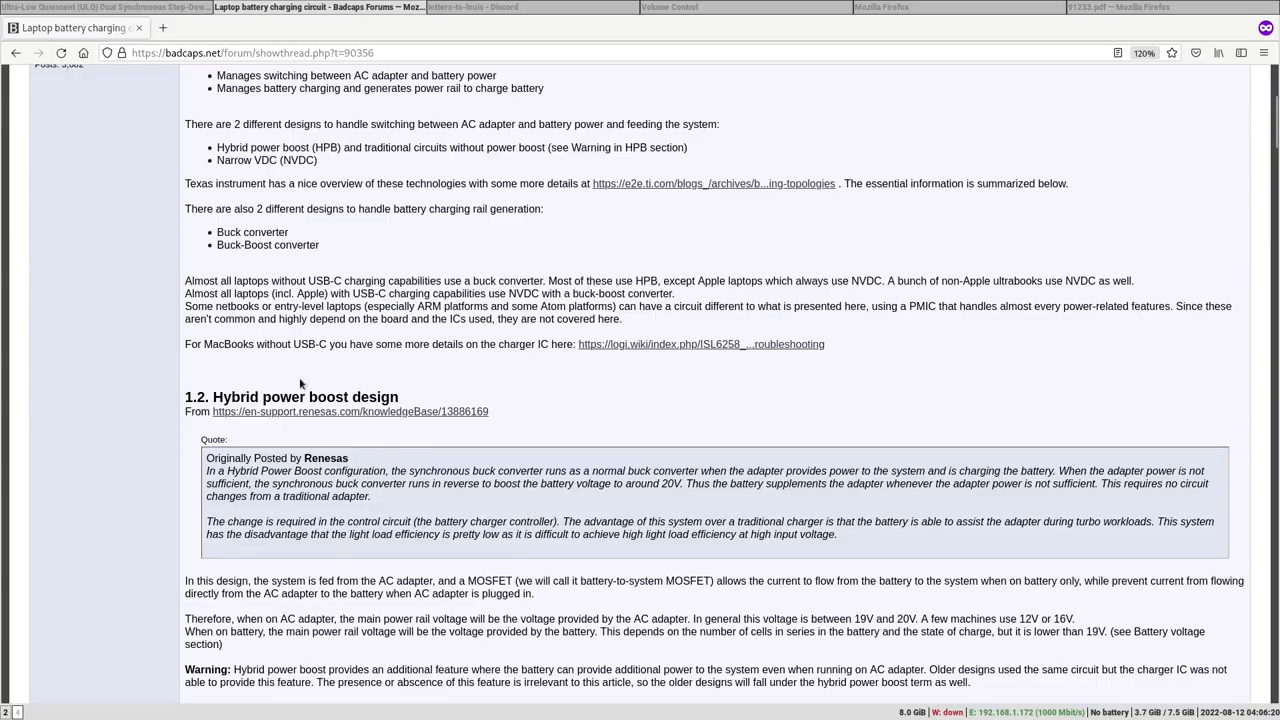 Ultra-Low Quiescent (ULQ) Dual Synchronous Step-Dow...
Laptop battery charging circuit - Badcaps Forums — Moz...
letters-to-louis - Discord
Volume Control
Mozilla Firefox
91233.pdf — Mozilla Firefox
Laptop battery charging c
https://badcaps.net/forum/showthread.php?t=90356
120%
Manages switching between AC adapter and battery power
Manages battery charging and generates power rail to charge battery
There are 2 different designs to handle switching between AC adapter and battery power and feeding the system:
Hybrid power boost (HPB) and traditional circuits without power boost (see Warning in HPB section)
Narrow VDC (NVDC)
Texas instrument has a nice overview of these technologies with some more details at https://e2e.ti.com/blogs_/archives/b...ing-topologies . The essential information is summarized below.
There are also 2 different designs to handle battery charging rail generation:
Buck converter
Buck-Boost converter
Almost all laptops without USB-C charging capabilities use a buck converter. Most of these use HPB, except Apple laptops which always use NVDC. A bunch of non-Apple ultrabooks use NVDC as well.
Almost all laptops (incl. Apple) with USB-C charging capabilities use NVDC with a buck-boost converter.
Some netbooks or entry-level laptops (especially ARM platforms and some Atom platforms) can have a circuit different to what is presented here, using a PMIC that handles almost every power-related features. Since these
aren't common and highly depend on the board and the ICs used, they are not covered here.
For MacBooks without USB-C you have some more details on the charger IC here: https://logi.wiki/index.php/ISL6258_...roubleshooting
1.2. Hybrid power boost design
From https://en-support.renesas.com/knowledgeBase/13886169
Quote:
Originally Posted by Renesas
In a Hybrid Power Boost configuration, the synchronous buck converter runs as a normal buck converter when the adapter provides power to the system and is charging the battery. When the adapter power is not
sufficient, the synchronous buck converter runs in reverse to boost the battery voltage to around 20V. Thus the battery supplements the adapter whenever the adapter power is not sufficient. This requires no circuit
changes from a traditional adapter.
The change is required in the control circuit (the battery charger controller). The advantage of this system over a traditional charger is that the battery is able to assist the adapter during turbo workloads. This system
has the disadvantage that the light load efficiency is pretty low as it is difficult to achieve high light load efficiency at high input voltage.
In this design, the system is fed from the AC adapter, and a MOSFET (we will call it battery-to-system MOSFET) allows the current to flow from the battery to the system when on battery only, while prevent current from flowing
directly from the AC adapter to the battery when AC adapter is plugged in.
Therefore, when on AC adapter, the main power rail voltage will be the voltage provided by the AC adapter. In general this voltage is between 19V and 20V. A few machines use 12V or 16V.
When on battery, the main power rail voltage will be the voltage provided by the battery. This depends on the number of cells in series in the battery and the state of charge, but it is lower than 19V. (see Battery voltage
section)
Warning: Hybrid power boost provides an additional feature where the battery can provide additional power to the system even when running on AC adapter. Older designs used the same circuit but the charger IC was not
able to provide this feature. The presence or abscence of this feature is irrelevant to this article, so the older designs will fall under the hybrid power boost term as well.
2 4
8.0 GiB | W: down | E: 192.168.1.172 (1000 Mbit/s) | No battery | 3.7 GiB / 7.5 GiB | 2022-08-12 04:06:20